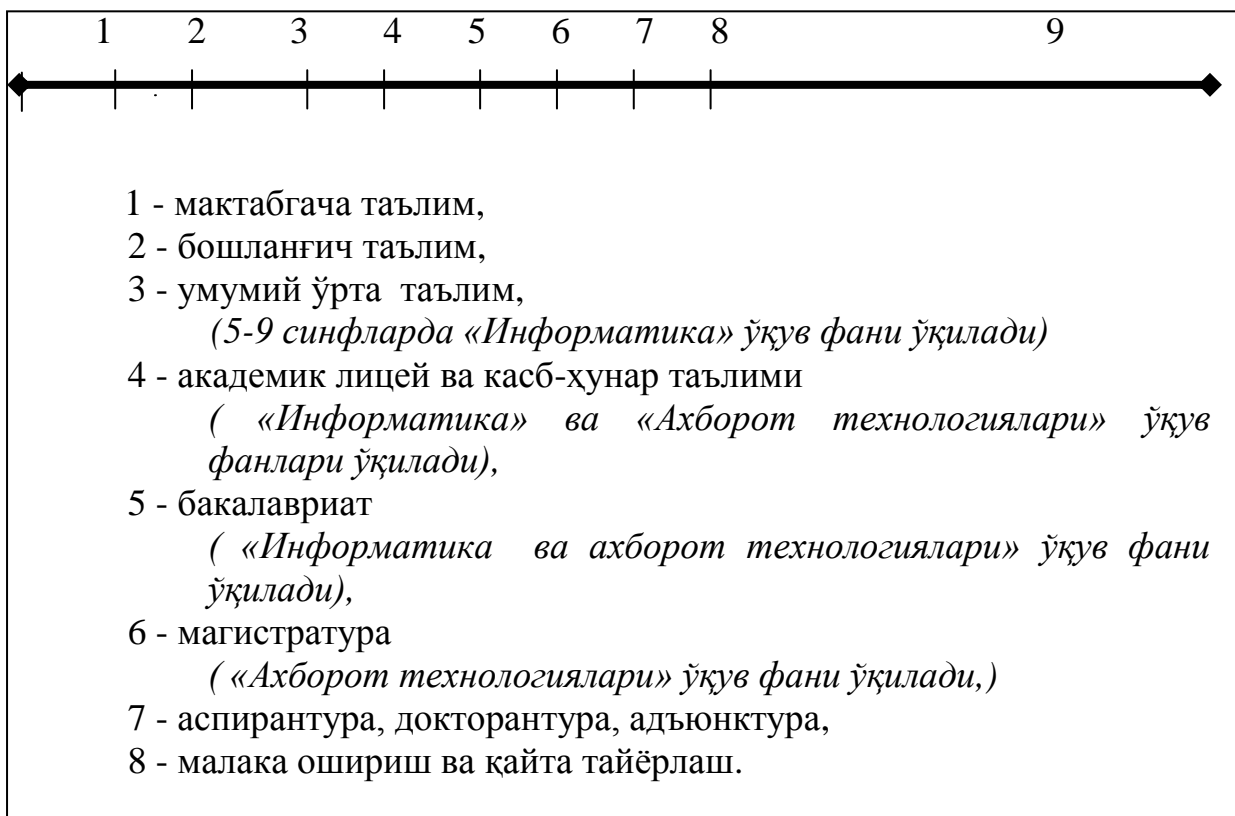 1 2 3 4 5 6 7 8 9
1 - мактабгача таълим,
2 - бошланғич таълим,
3 - умумий ўрта таълим,
(5-9 синфларда «Информатика» ўқув фани ўқилади)
4 - академик лицей ва касб-ҳунар таълими
( «Информатика» ва «Ахборот технологиялари» ўқув
фанлари ўқилади),
5 - бакалавриат
( «Информатика ва ахборот технологиялари» ўқув фани
ўқилади),
6 - магистратура
( «Ахборот технологиялари» ўқув фани ўқилади,)
7 - аспирантура, докторантура, адъюнктура,
8 - малака ошириш ва қайта тайёрлаш.